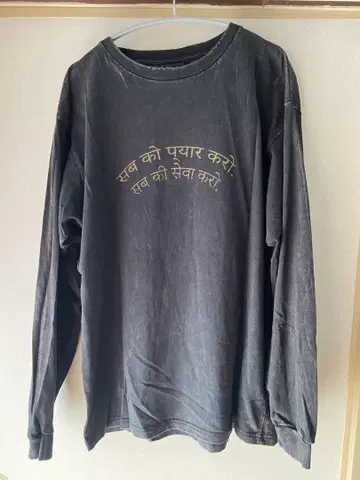 सब को प्यार करो.
सब की सेवा करो.